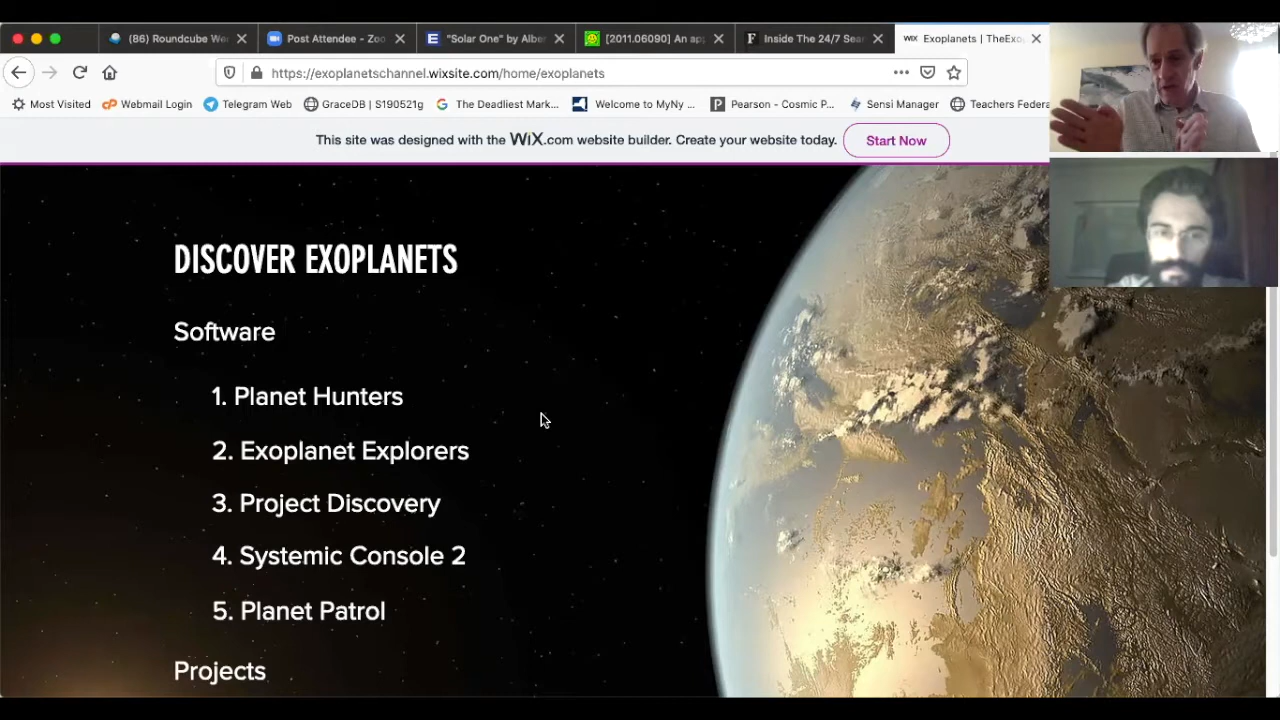 (86) Roundcube We
Post Attendee - Zoo
"Solar One" by Albe
[2011.06090] An ap
Inside The 24/7 Sea
WIX Exoplanets | TheExo
https://exoplanetschannel.wixsite.com/home/exoplanets
Most Visited
cP Webmail Login
Telegram Web
GraceDB | S190521g
G The Deadliest Mark...
Welcome to MyNy ...
P Pearson - Cosmic P...
Sensi Manager
Teachers Federa
This site was designed with the WiX.com website builder. Create your website today.
Start Now
DISCOVER EXOPLANETS
Software
1. Planet Hunters
2. Exoplanet Explorers
3. Project Discovery
4. Systemic Console 2
5. Planet Patrol
Projects